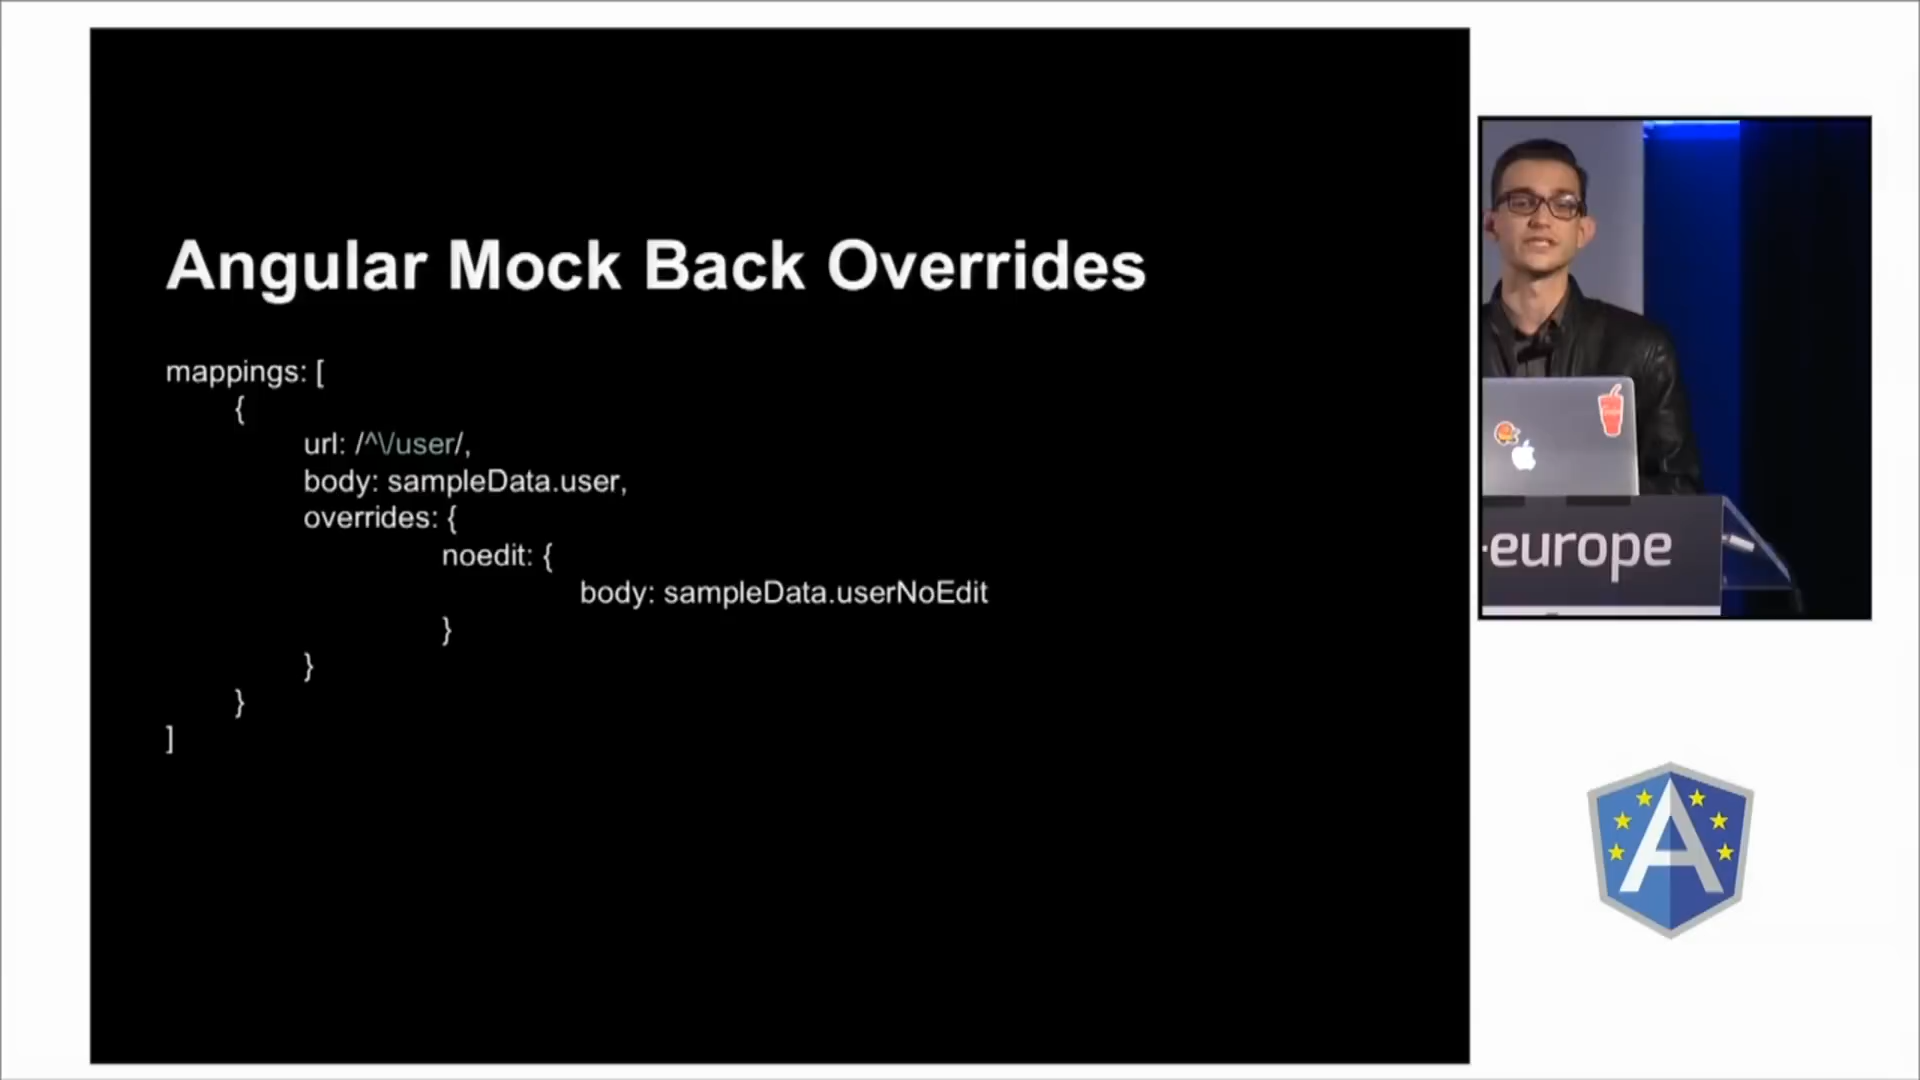 Angular Mock Back Overrides
mappings: [
{
url: /^\/user/,
body: sampleData.user,
overrides: {
noedit: {
body: sampleData.userNoEdit
}
}
}
]
-europe
A